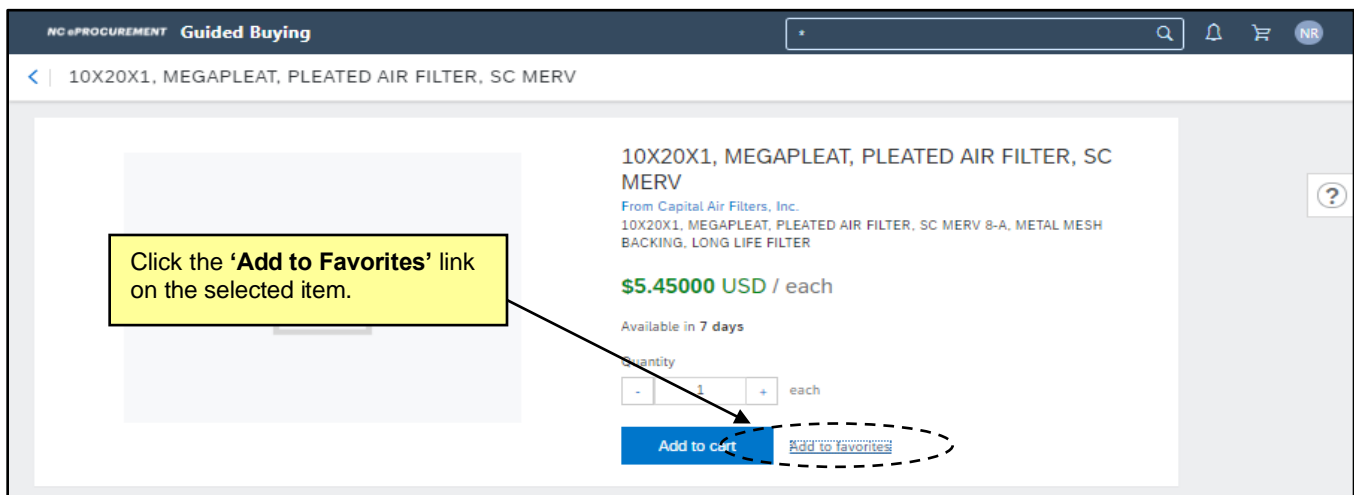 NC ePROCUREMENT Guided Buying
*
NR
< 10X20X1, MEGAPLEAT, PLEATED AIR FILTER, SC MERV
10X20X1, MEGAPLEAT, PLEATED AIR FILTER, SC
MERV
From Capital Air Filters, Inc.
10X20X1, MEGAPLEAT, PLEATED AIR FILTER, SC MERV 8-A, METAL MESH
BACKING, LONG LIFE FILTER
?
Click the ‘Add to Favorites’ link
on the selected item.
$5.45000 USD / each
Available in 7 days
Quantity
- 1 + each
Add to cart Add to favorites